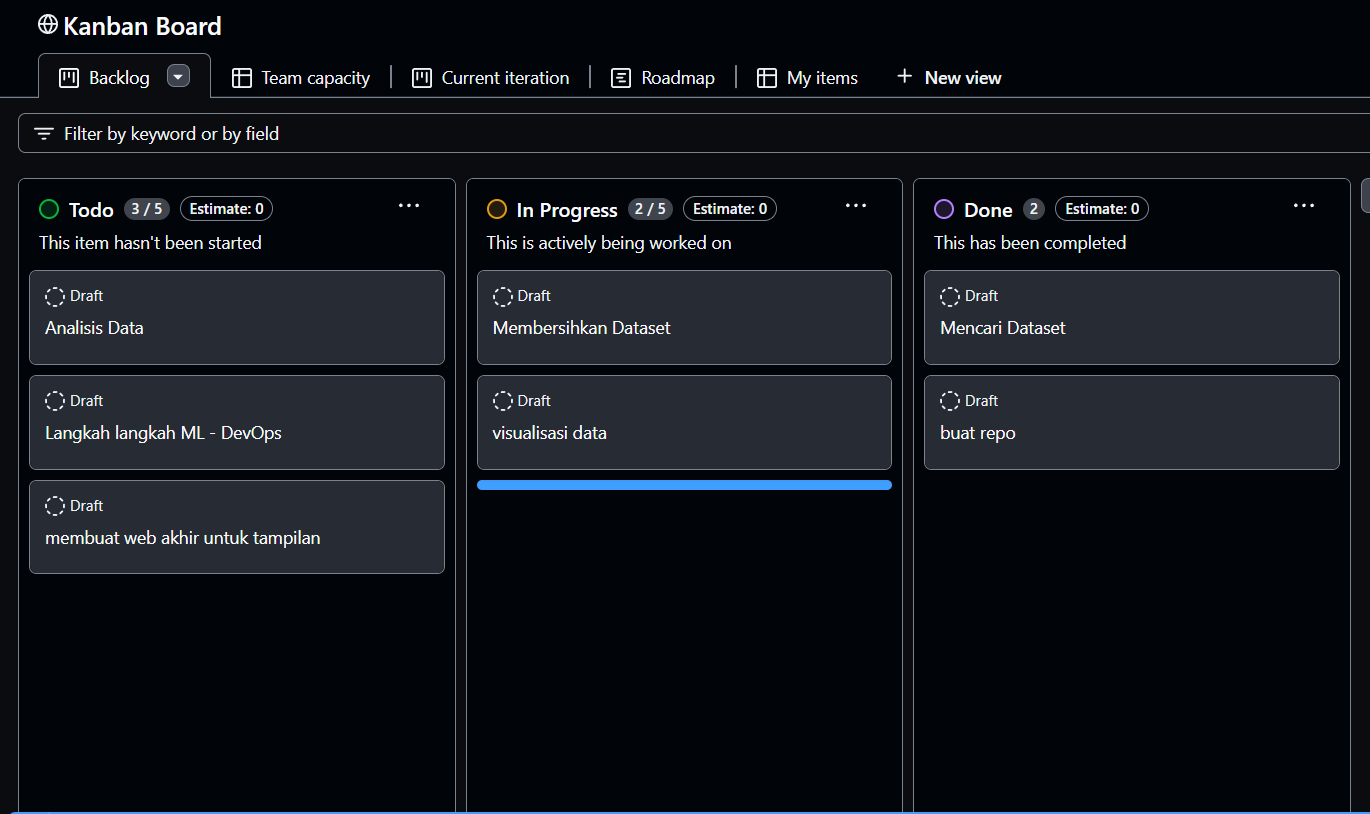 Kanban Board
Backlog
Team capacity
Current iteration
Roadmap
My items
New view
Filter by keyword or by field
Todo 3 / 5 Estimate: 0
This item hasn't been started
Draft
Analisis Data
Draft
Langkah langkah ML - DevOps
Draft
membuat web akhir untuk tampilan
In Progress 2 / 5 Estimate: 0
This is actively being worked on
Draft
Membersihkan Dataset
Draft
visualisasi data
Done 2 Estimate: 0
This has been completed
Draft
Mencari Dataset
Draft
buat repo